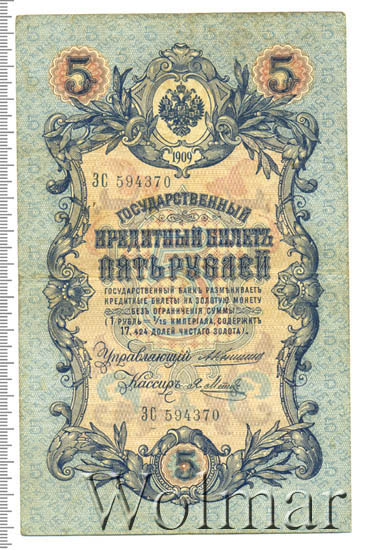 5 5
1909
ЗС 594370
ГОСУДАРСТВЕННЫЙ
КРЕДИТНЫЙ БИЛЕТЪ
ПЯТЬ РУБЛЕЙ
ГОСУДАРСТВЕННЫЙ БАНКЪ РАЗМѢНИВАЕТЪ
КРЕДИТНЫЕ БИЛЕТЫ НА ЗОЛОТУЮ МОНЕТУ
БЕЗЪ ОГРАНИЧЕНІЯ СУММЫ
(1 РУБЛЬ = 1/15 ИМПЕРІАЛА, СОДЕРЖИТЪ
17,424 ДОЛЕЙ ЧИСТАГО ЗОЛОТА).
Управляющій
Кассиръ
ЗС 594370
5
Wolmar